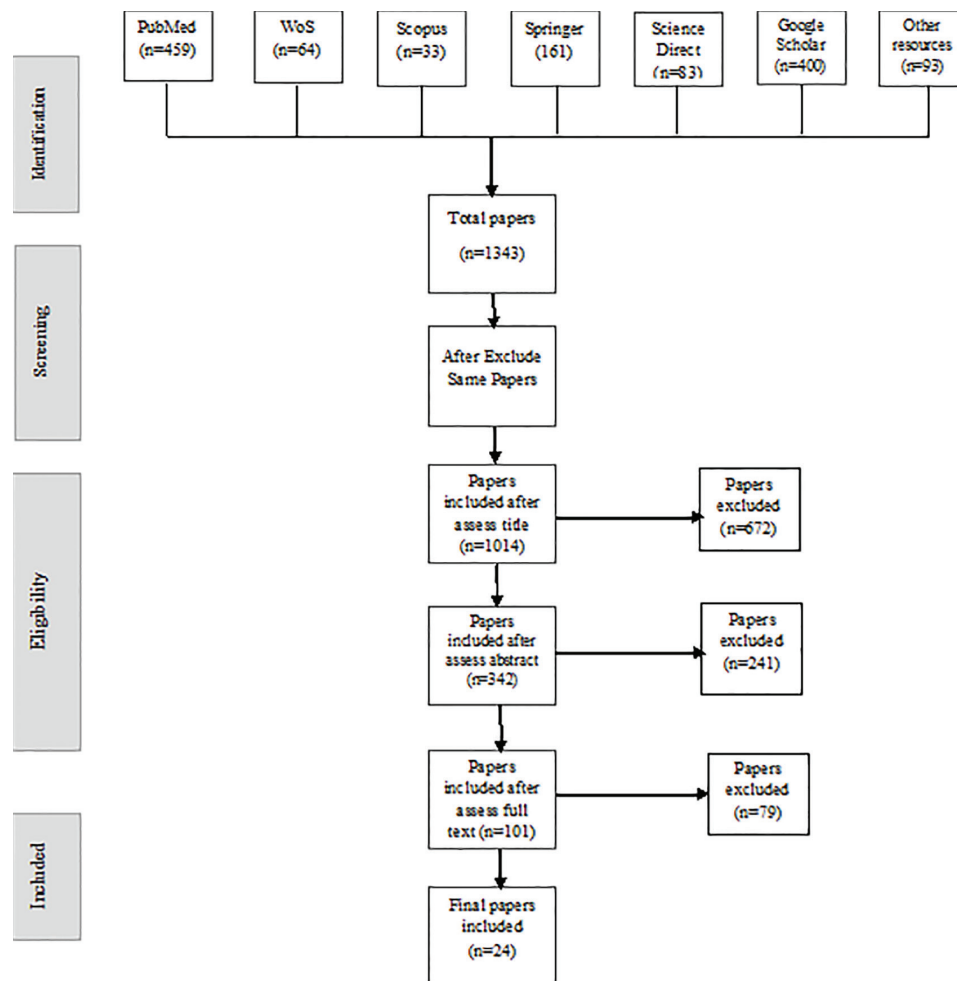 PubMed
(n=459)
WoS
(n=64)
Scopus
(n=33)
Springer
(161)
Science
Direct
(n=83)
Google
Scholar
(n=400)
Other
resources
(n=93)
Identification
Total papers
(n=1343)
Screening
After Exclude
Same Papers
Eligibility
Papers
included after
assess title
(n=1014)
Papers
excluded
(n=672)
Papers
included after
assess abstract
(n=342)
Papers
excluded
(n=241)
Papers
included after
assess full
text (n=101)
Papers
excluded
(n=79)
Included
Final papers
included
(n=24)